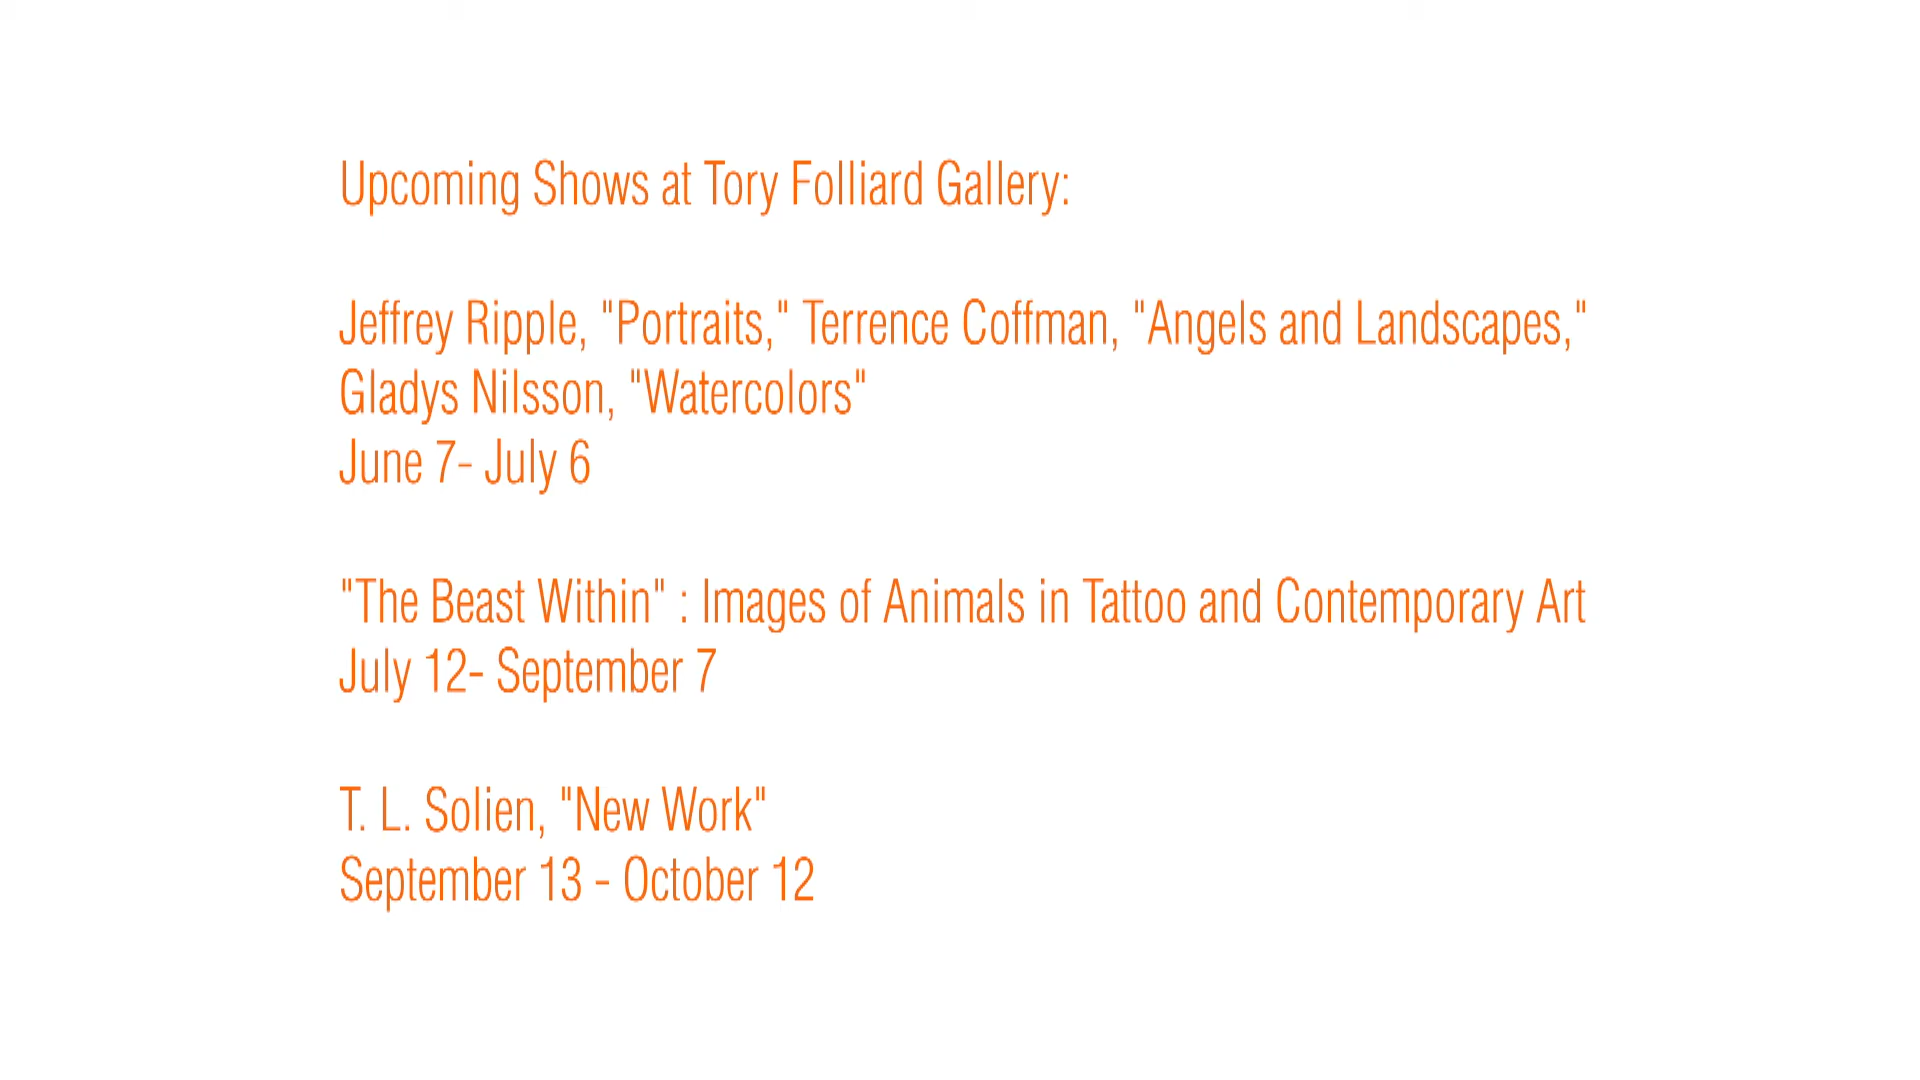 Upcoming Shows at Tory Folliard Gallery:
Jeffrey Ripple, "Portraits," Terrence Coffman, "Angels and Landscapes,"
Gladys Nilsson, "Watercolors"
June 7- July 6
"The Beast Within" : Images of Animals in Tattoo and Contemporary Art
July 12- September 7
T. L. Solien, "New Work"
September 13 - October 12